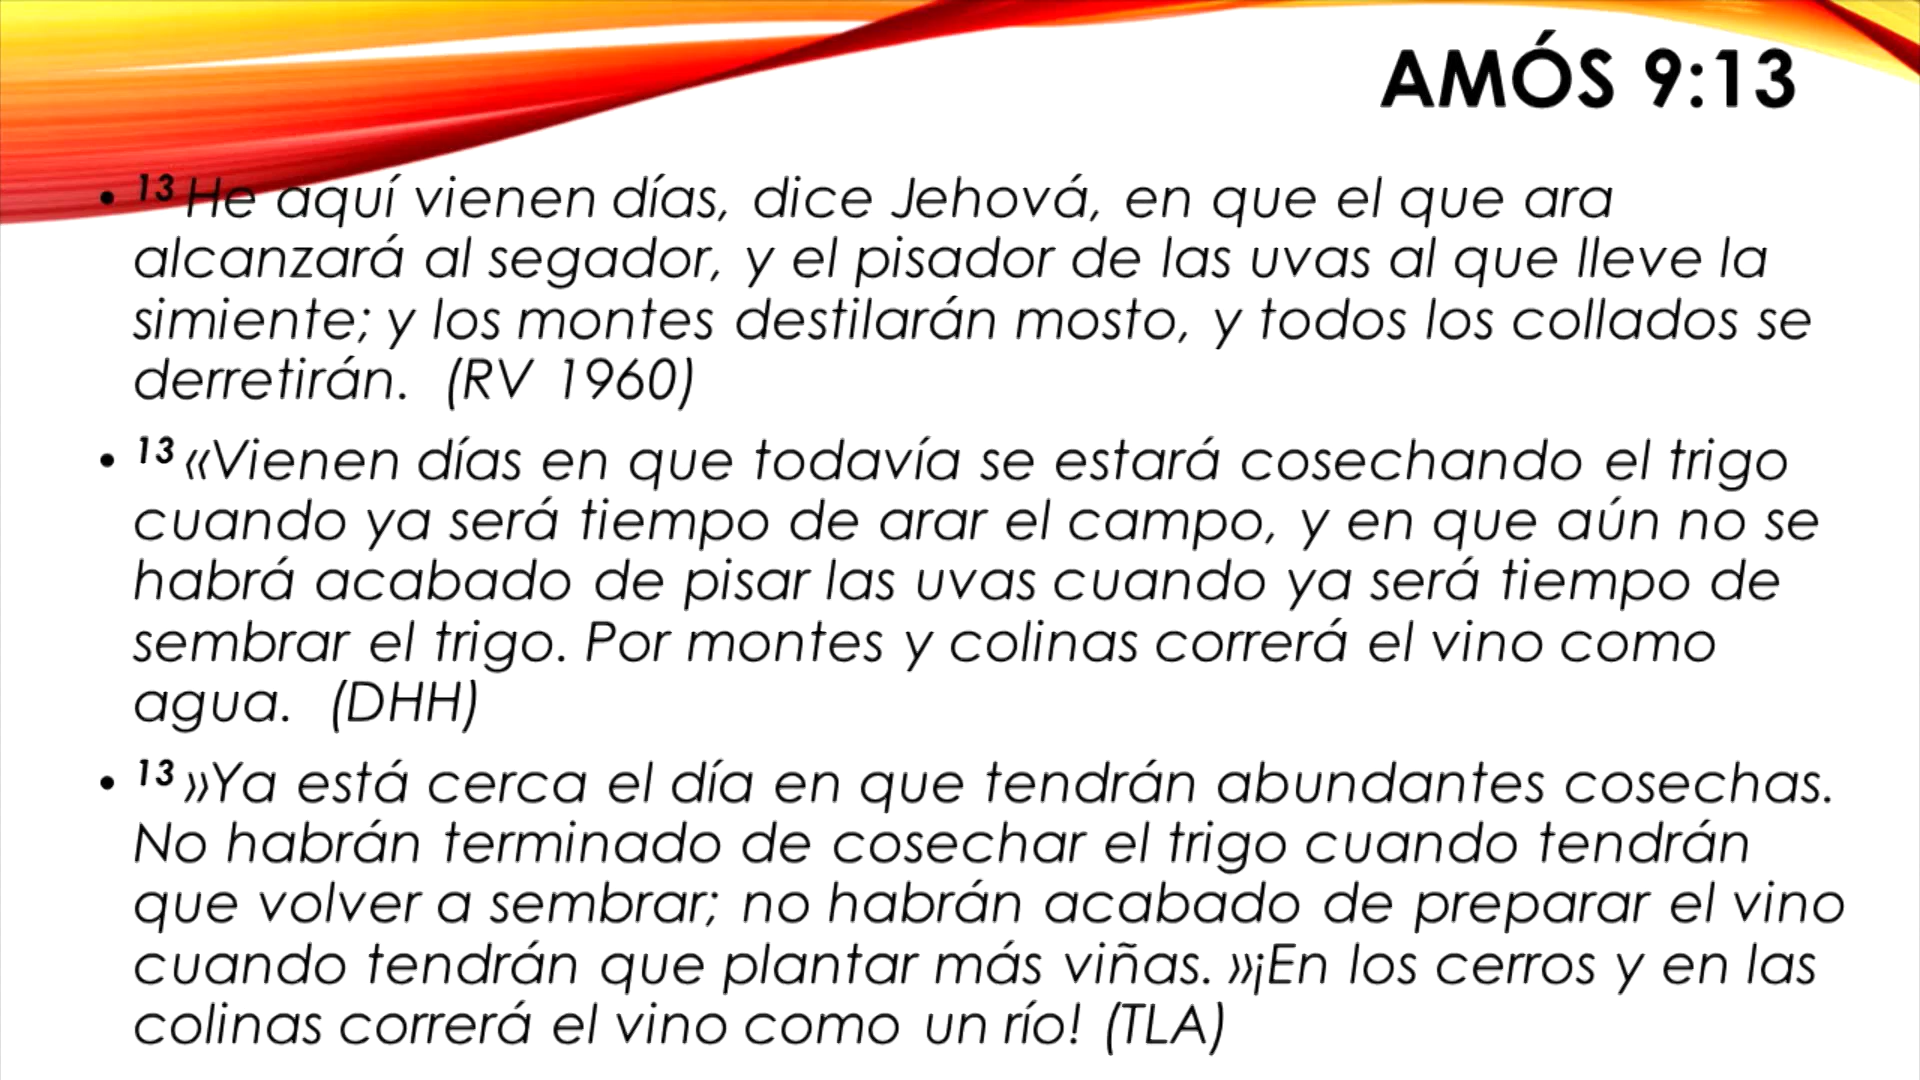 AMÓS 9:13
• 13 He aquí vienen días, dice Jehová, en que el que ara
alcanzará al segador, y el pisador de las uvas al que lleve la
simiente; y los montes destilarán mosto, y todos los collados se
derretirán. (RV 1960)
• 13 «Vienen días en que todavía se estará cosechando el trigo
cuando ya será tiempo de arar el campo, y en que aún no se
habrá acabado de pisar las uvas cuando ya será tiempo de
sembrar el trigo. Por montes y colinas correrá el vino como
agua. (DHH)
• 13 »Ya está cerca el día en que tendrán abundantes cosechas.
No habrán terminado de cosechar el trigo cuando tendrán
que volver a sembrar; no habrán acabado de preparar el vino
cuando tendrán que plantar más viñas. »¡En los cerros y en las
colinas correrá el vino como un río! (TLA)